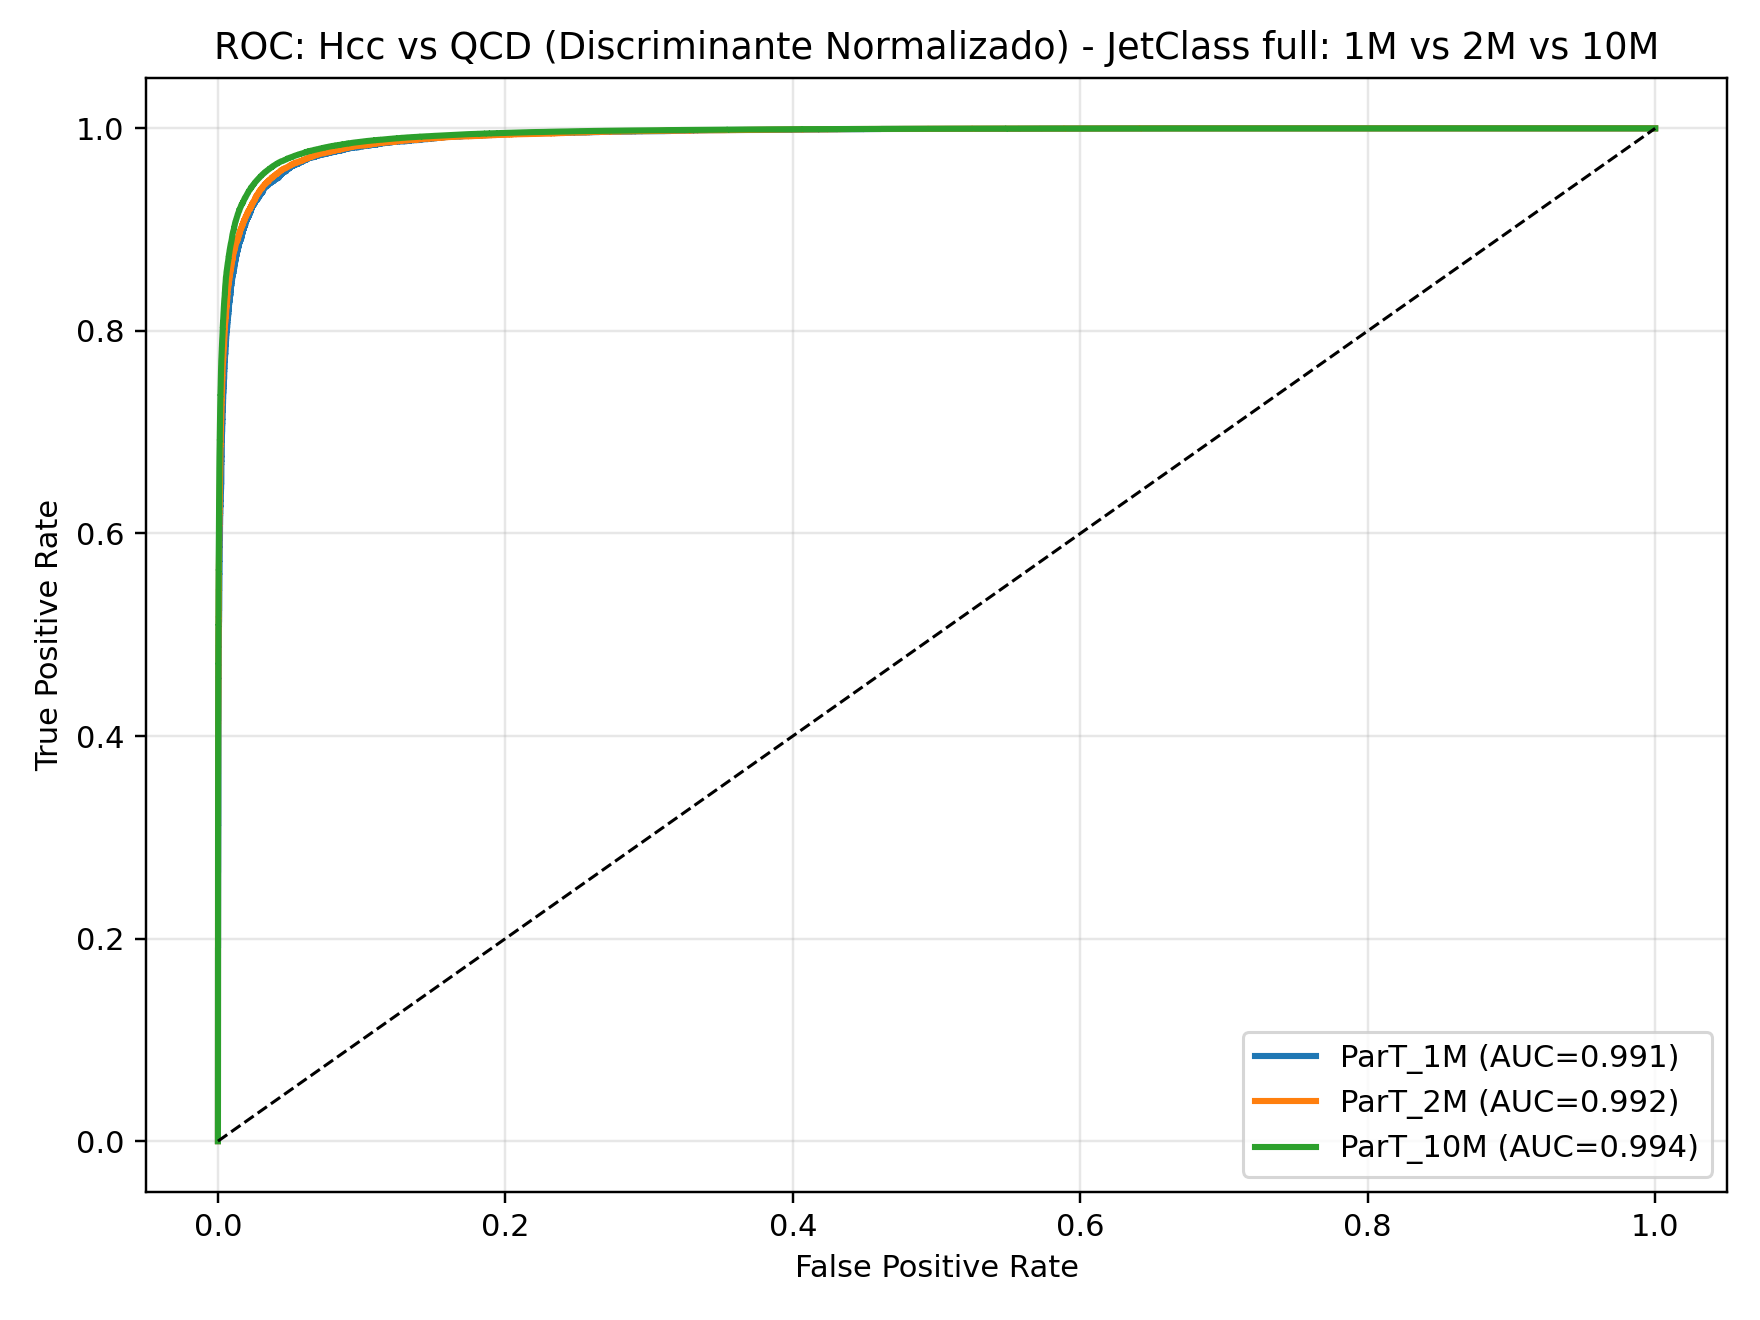 ROC: Hcc vs QCD (Discriminante Normalizado) - JetClass full: 1M vs 2M vs 10M
True Positive Rate
1.0
0.8
0.6
0.4
0.2
0.0
0.0 0.2 0.4 0.6 0.8 1.0
False Positive Rate
ParT_1M (AUC=0.991)
ParT_2M (AUC=0.992)
ParT_10M (AUC=0.994)